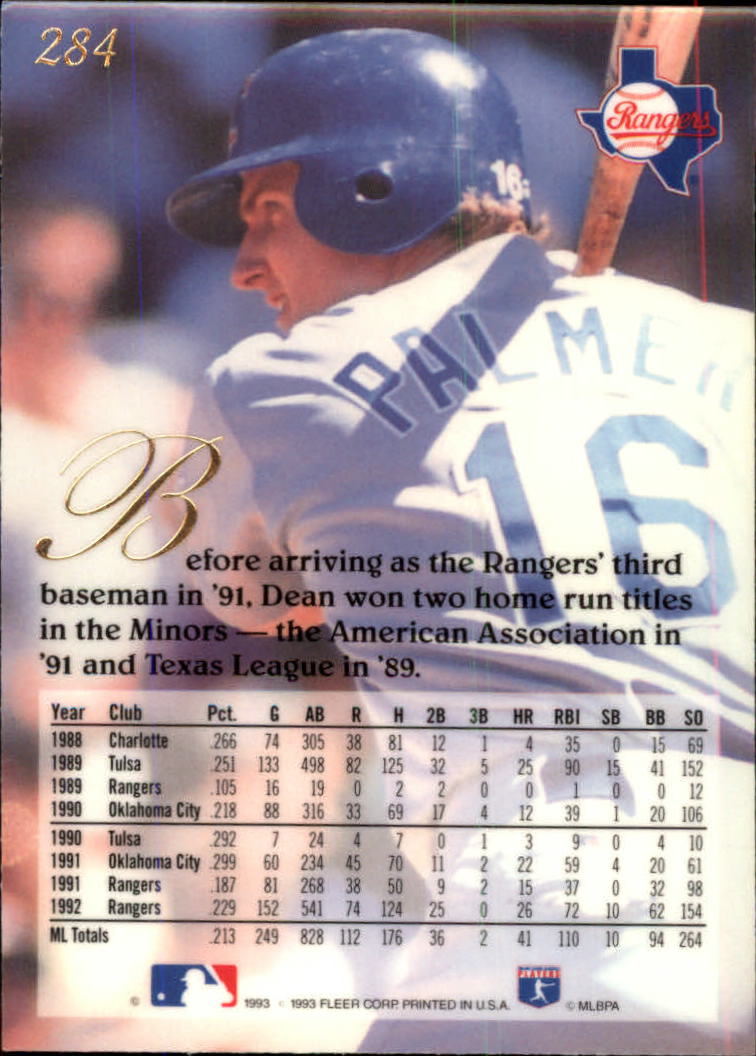 284
Rangers
16
PALMER
16
Before arriving as the Rangers' third
baseman in '91, Dean won two home run titles
in the Minors — the American Association in
'91 and Texas League in '89.
Year Club Pct. G AB R H 2B 3B HR RBI SB BB SO
1988 Charlotte .266 74 305 38 81 12 1 4 35 0 15 69
1989 Tulsa .251 133 498 82 125 32 5 25 90 15 41 152
1989 Rangers .105 16 19 0 2 2 0 0 1 0 0 12
1990 Oklahoma City .218 88 316 33 69 17 4 12 39 1 20 106
1990 Tulsa .292 7 24 4 7 0 1 3 9 0 4 10
1991 Oklahoma City .299 60 234 45 70 11 2 22 59 4 20 61
1991 Rangers .187 81 268 38 50 9 2 15 37 0 32 98
1992 Rangers .229 152 541 74 124 25 0 26 72 10 62 154
ML Totals .213 249 828 112 176 36 2 41 110 10 94 264
© 1993 © 1993 FLEER CORP. PRINTED IN U.S.A. PLAYERS © MLBPA